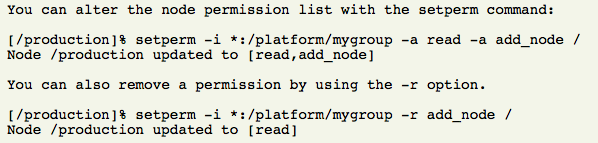 You can alter the node permission list with the setperm command:
[/production]% setperm -i *:/platform/mygroup -a read -a add_node /
Node /production updated to [read,add_node]
You can also remove a permission by using the -r option.
[/production]% setperm -i *:/platform/mygroup -r add_node /
Node /production updated to [read]